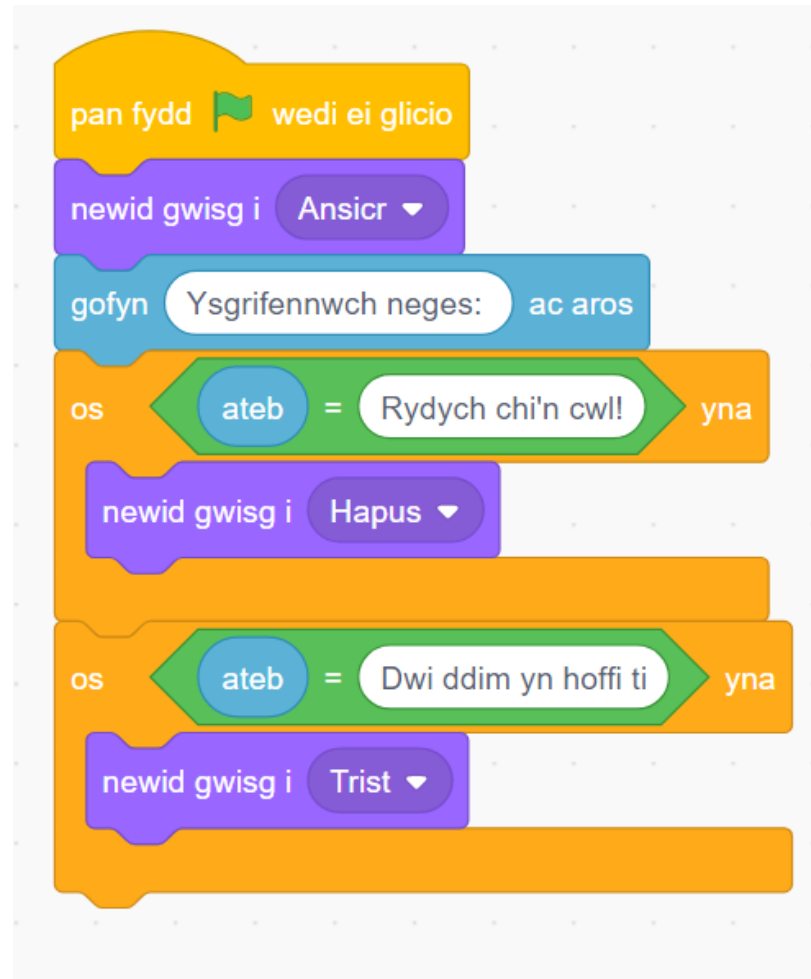 pan fydd wedi ei glicio
newid gwisg i Ansicr
gofyn Ysgrifennwch neges: ac aros
os ateb = Rydych chi'n cwl! yna
newid gwisg i Hapus
os ateb = Dwi ddim yn hoffi ti yna
newid gwisg i Trist